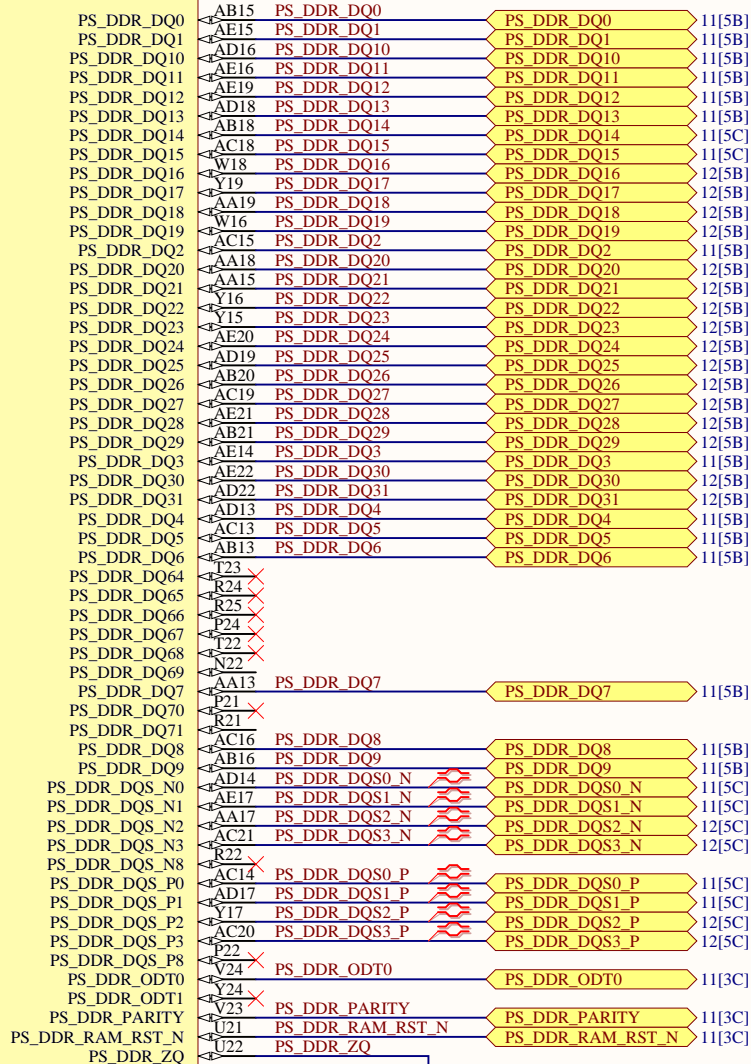 PS_DDR_DQ0 AB15 PS_DDR_DQ0 PS_DDR_DQ0 11[5B]
PS_DDR_DQ1 AE15 PS_DDR_DQ1 PS_DDR_DQ1 11[5B]
PS_DDR_DQ10 AD16 PS_DDR_DQ10 PS_DDR_DQ10 11[5B]
PS_DDR_DQ11 AE16 PS_DDR_DQ11 PS_DDR_DQ11 11[5B]
PS_DDR_DQ12 AE19 PS_DDR_DQ12 PS_DDR_DQ12 11[5B]
PS_DDR_DQ13 AD18 PS_DDR_DQ13 PS_DDR_DQ13 11[5B]
PS_DDR_DQ14 AB18 PS_DDR_DQ14 PS_DDR_DQ14 11[5C]
PS_DDR_DQ15 AC18 PS_DDR_DQ15 PS_DDR_DQ15 11[5C]
PS_DDR_DQ16 W18 PS_DDR_DQ16 PS_DDR_DQ16 12[5B]
PS_DDR_DQ17 Y19 PS_DDR_DQ17 PS_DDR_DQ17 12[5B]
PS_DDR_DQ18 AA19 PS_DDR_DQ18 PS_DDR_DQ18 12[5B]
PS_DDR_DQ19 W16 PS_DDR_DQ19 PS_DDR_DQ19 12[5B]
PS_DDR_DQ2 AC15 PS_DDR_DQ2 PS_DDR_DQ2 11[5B]
PS_DDR_DQ20 AA18 PS_DDR_DQ20 PS_DDR_DQ20 12[5B]
PS_DDR_DQ21 AA15 PS_DDR_DQ21 PS_DDR_DQ21 12[5B]
PS_DDR_DQ22 Y16 PS_DDR_DQ22 PS_DDR_DQ22 12[5B]
PS_DDR_DQ23 Y15 PS_DDR_DQ23 PS_DDR_DQ23 12[5B]
PS_DDR_DQ24 AE20 PS_DDR_DQ24 PS_DDR_DQ24 12[5B]
PS_DDR_DQ25 AD19 PS_DDR_DQ25 PS_DDR_DQ25 12[5B]
PS_DDR_DQ26 AB20 PS_DDR_DQ26 PS_DDR_DQ26 12[5B]
PS_DDR_DQ27 AC19 PS_DDR_DQ27 PS_DDR_DQ27 12[5B]
PS_DDR_DQ28 AE21 PS_DDR_DQ28 PS_DDR_DQ28 12[5B]
PS_DDR_DQ29 AB21 PS_DDR_DQ29 PS_DDR_DQ29 12[5B]
PS_DDR_DQ3 AE14 PS_DDR_DQ3 PS_DDR_DQ3 11[5B]
PS_DDR_DQ30 AE22 PS_DDR_DQ30 PS_DDR_DQ30 12[5B]
PS_DDR_DQ31 AD22 PS_DDR_DQ31 PS_DDR_DQ31 12[5B]
PS_DDR_DQ4 AD13 PS_DDR_DQ4 PS_DDR_DQ4 11[5B]
PS_DDR_DQ5 AC13 PS_DDR_DQ5 PS_DDR_DQ5 11[5B]
PS_DDR_DQ6 AB13 PS_DDR_DQ6 PS_DDR_DQ6 11[5B]
PS_DDR_DQ64 T23
PS_DDR_DQ65 R24
PS_DDR_DQ66 R25
PS_DDR_DQ67 P24
PS_DDR_DQ68 T22
PS_DDR_DQ69 N22
PS_DDR_DQ7 AA13 PS_DDR_DQ7 PS_DDR_DQ7 11[5B]
PS_DDR_DQ70 P21
PS_DDR_DQ71 R21
PS_DDR_DQ8 AC16 PS_DDR_DQ8 PS_DDR_DQ8 11[5B]
PS_DDR_DQ9 AB16 PS_DDR_DQ9 PS_DDR_DQ9 11[5B]
PS_DDR_DQS_N0 AD14 PS_DDR_DQS0_N PS_DDR_DQS0_N 11[5C]
PS_DDR_DQS_N1 AE17 PS_DDR_DQS1_N PS_DDR_DQS1_N 11[5C]
PS_DDR_DQS_N2 AA17 PS_DDR_DQS2_N PS_DDR_DQS2_N 12[5C]
PS_DDR_DQS_N3 AC21 PS_DDR_DQS3_N PS_DDR_DQS3_N 12[5C]
PS_DDR_DQS_N8 R22
PS_DDR_DQS_P0 AC14 PS_DDR_DQS0_P PS_DDR_DQS0_P 11[5C]
PS_DDR_DQS_P1 AD17 PS_DDR_DQS1_P PS_DDR_DQS1_P 11[5C]
PS_DDR_DQS_P2 Y17 PS_DDR_DQS2_P PS_DDR_DQS2_P 12[5C]
PS_DDR_DQS_P3 AC20 PS_DDR_DQS3_P PS_DDR_DQS3_P 12[5C]
PS_DDR_DQS_P8 P22
PS_DDR_ODT0 V24 PS_DDR_ODT0 PS_DDR_ODT0 11[3C]
PS_DDR_ODT1 Y24
PS_DDR_PARITY V23 PS_DDR_PARITY PS_DDR_PARITY 11[3C]
PS_DDR_RAM_RST_N U21 PS_DDR_RAM_RST_N PS_DDR_RAM_RST_N 11[3C]
PS_DDR_ZQ U22 PS_DDR_ZQ